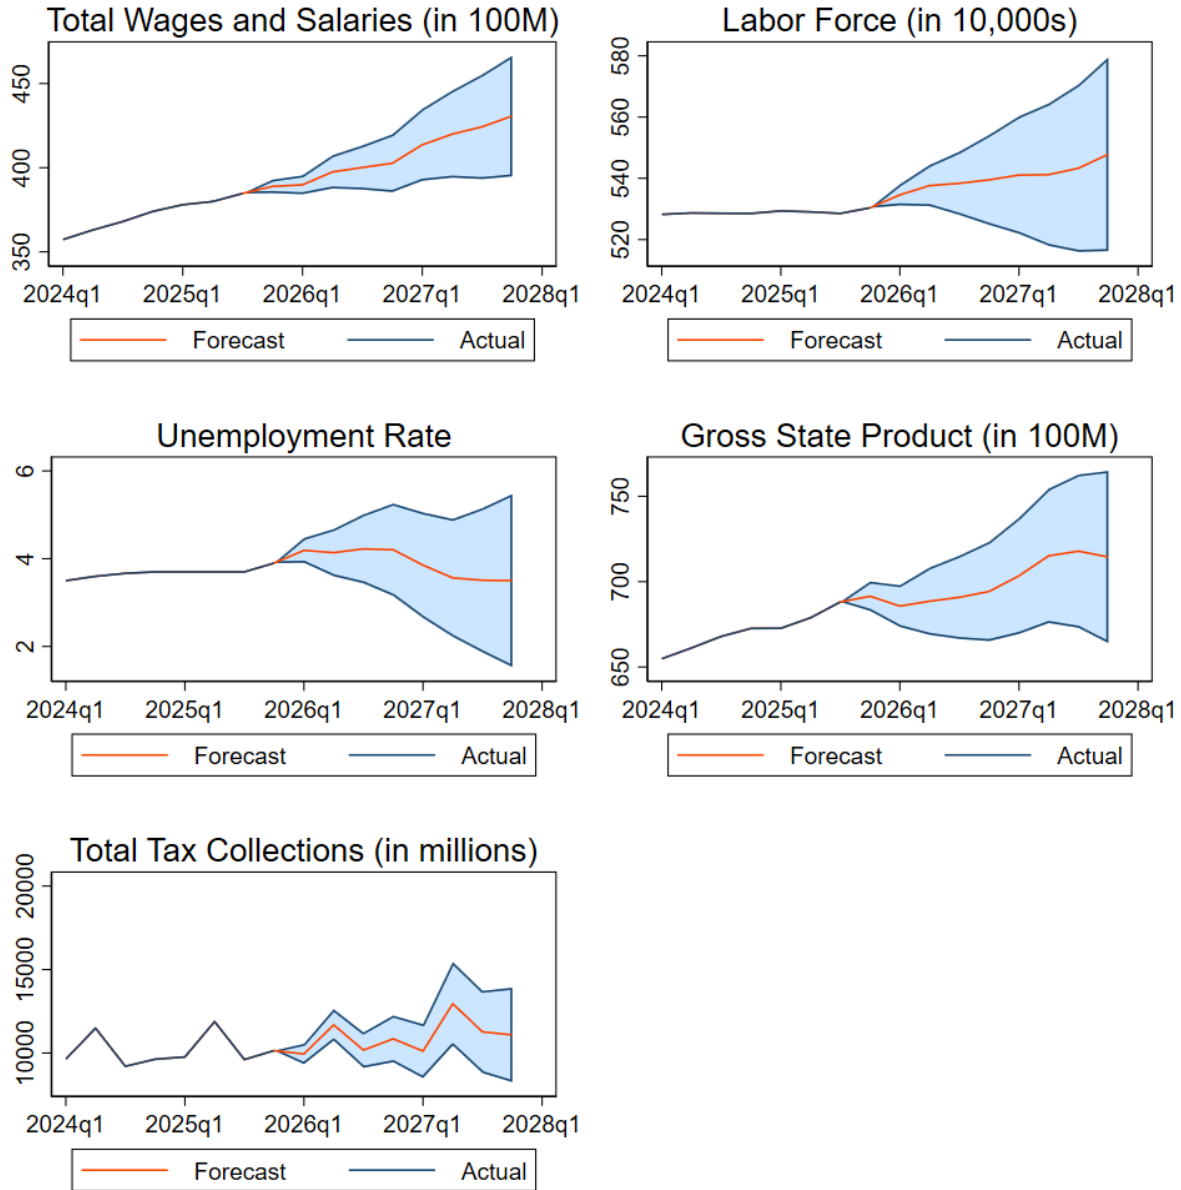 Total Wages and Salaries (in 100M)
450
400
350
2024q1 2025q1 2026q1 2027q1 2028q1
Forecast Actual
Labor Force (in 10,000s)
580
560
540
520
2024q1 2025q1 2026q1 2027q1 2028q1
Forecast Actual
Unemployment Rate
6
4
2
2024q1 2025q1 2026q1 2027q1 2028q1
Forecast Actual
Gross State Product (in 100M)
750
700
650
2024q1 2025q1 2026q1 2027q1 2028q1
Forecast Actual
Total Tax Collections (in millions)
20000
15000
10000
2024q1 2025q1 2026q1 2027q1 2028q1
Forecast Actual